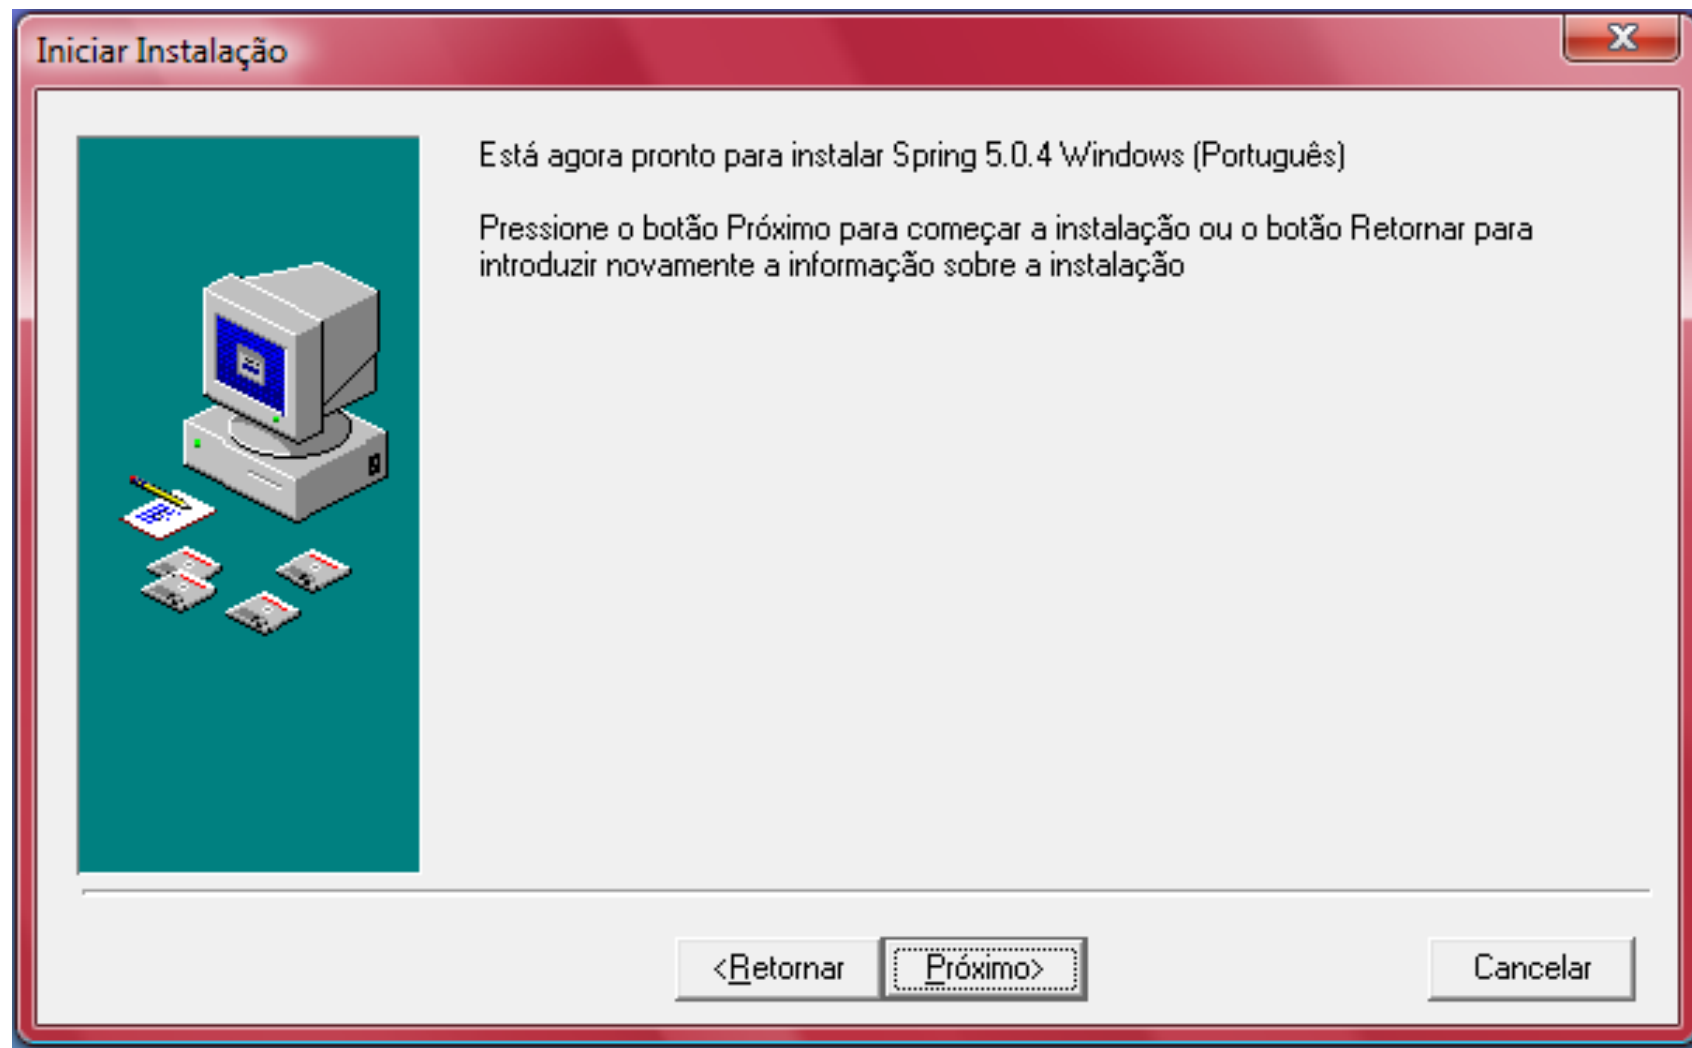 Iniciar Instalação
Está agora pronto para instalar Spring 5.0.4 Windows (Português)
Pressione o botão Próximo para começar a instalação ou o botão Retornar para
introduzir novamente a informação sobre a instalação
<Retornar
Próximo>
Cancelar